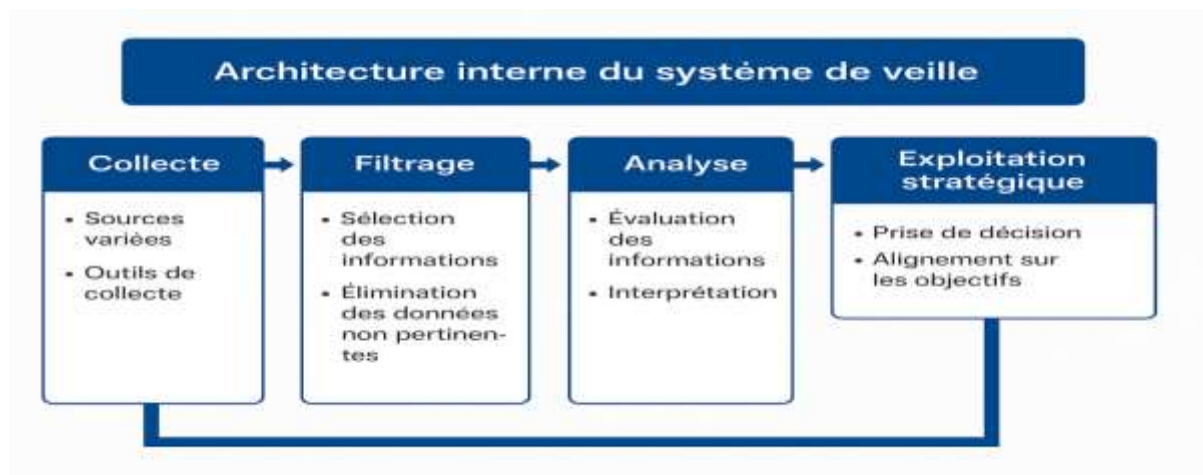 Architecture interne du système de veille
Collecte
• Sources
variées
• Outils de
collecte
Filtrage
• Sélection
des
informations
• Élimination
des données
non pertinen-
tes
Analyse
• Évaluation
des
informations
• Interprétation
Exploitation
stratégique
• Prise de décision
• Alignement sur
les objectifs